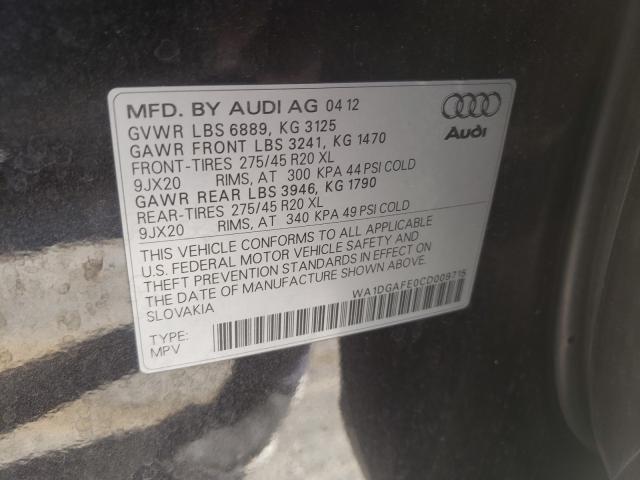 MFD. BY AUDI AG 04 12
GVWR LBS 6889, KG 3125
GAWR FRONT LBS 3241, KG 1470
FRONT-TIRES 275/45 R20 XL
9JX20 RIMS, AT 300 KPA 44 PSI COLD
GAWR REAR LBS 3946, KG 1790
REAR-TIRES 275/45 R20 XL
9JX20 RIMS, AT 340 KPA 49 PSI COLD
Audi
THIS VEHICLE CONFORMS TO ALL APPLICABLE
U.S. FEDERAL MOTOR VEHICLE SAFETY AND
THEFT PREVENTION STANDARDS IN EFFECT ON
THE DATE OF MANUFACTURE SHOWN ABOVE.
SLOVAKIA
WA1DGAFE0CD009715
TYPE:
MPV